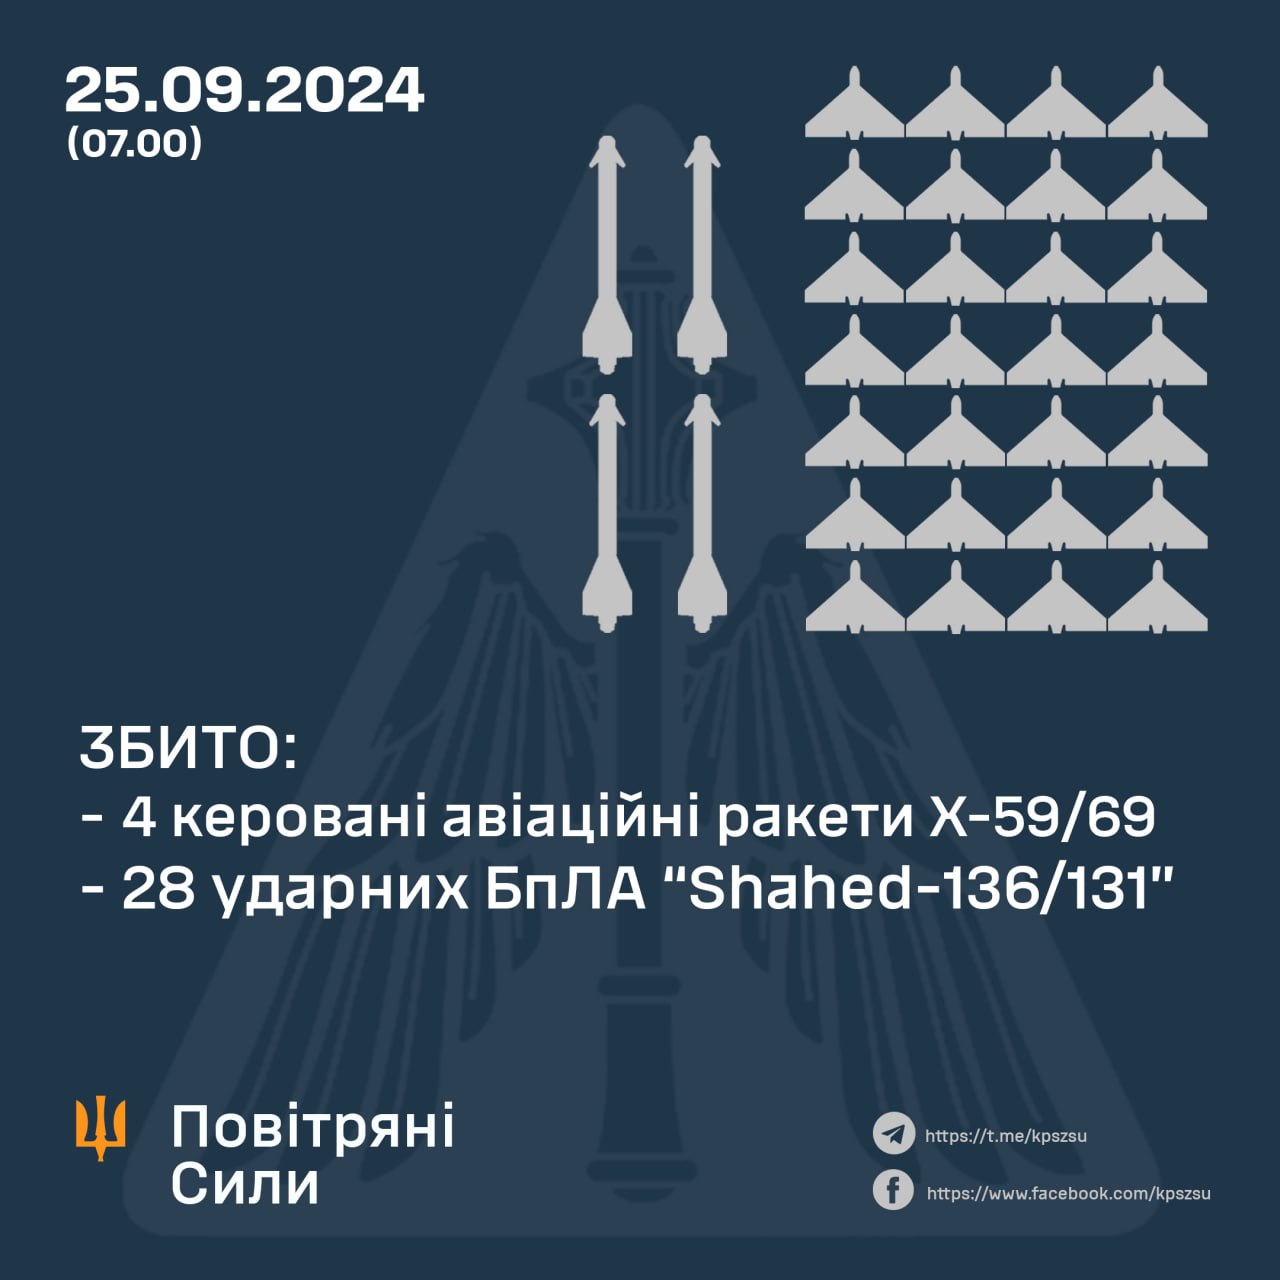 25.09.2024
(07.00)
ЗБИТО:
- 4 керовані авіаційні ракети Х-59/69
- 28 ударних БпЛА “Shahed-136/131”
Повітряні
Сили
https://t.me/kpszsu
https://www.facebook.com/kpszsu